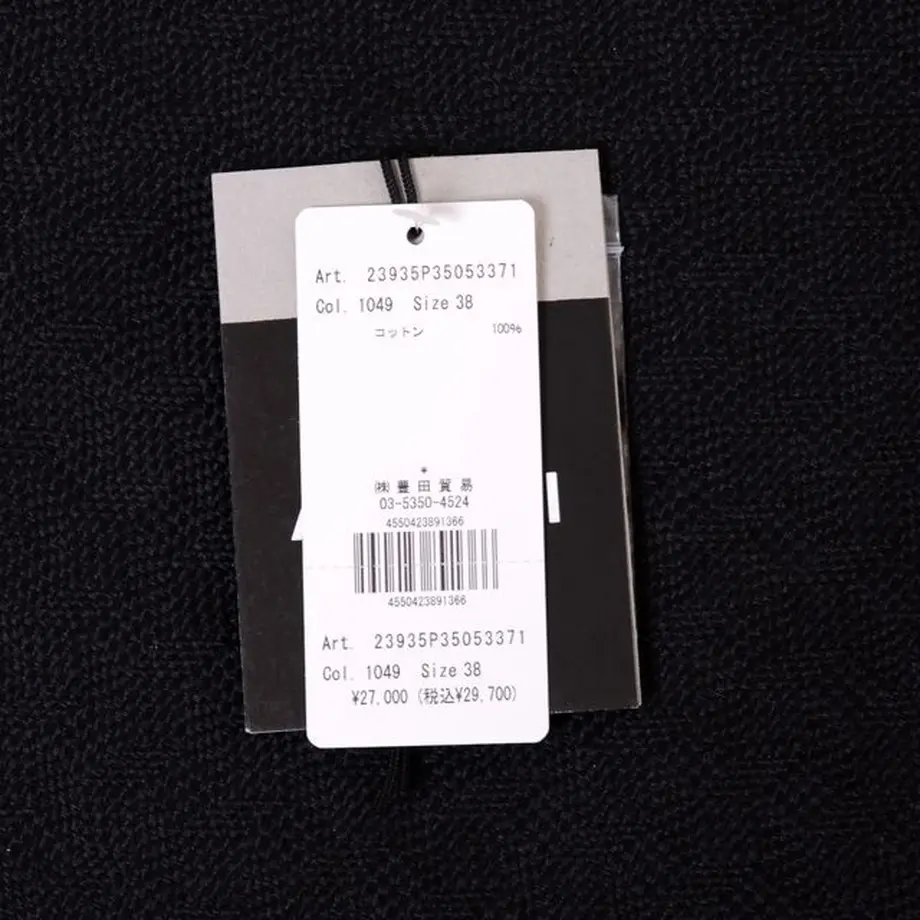 Art. 23935P35053371
Col. 1049 Size 38
コットン 100%
¥
㈱豊田貿易
03-5350-4524
4550423891366
4550423891366
Art. 23935P35053371
Col. 1049 Size 38
¥27,000 (税込¥29,700)